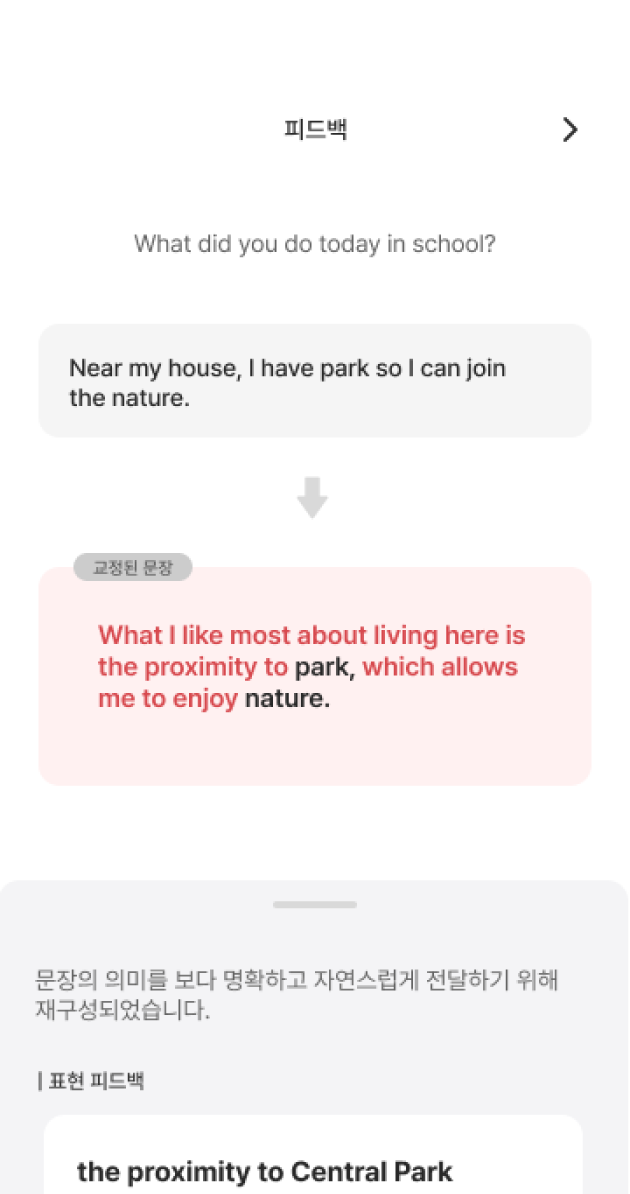 피드백
What did you do today in school?
Near my house, I have park so I can join
the nature.
교정된 문장
What I like most about living here is
the proximity to park, which allows
me to enjoy nature.
문장의 의미를 보다 명확하고 자연스럽게 전달하기 위해
재구성되었습니다.
| 표현 피드백
the proximity to Central Park